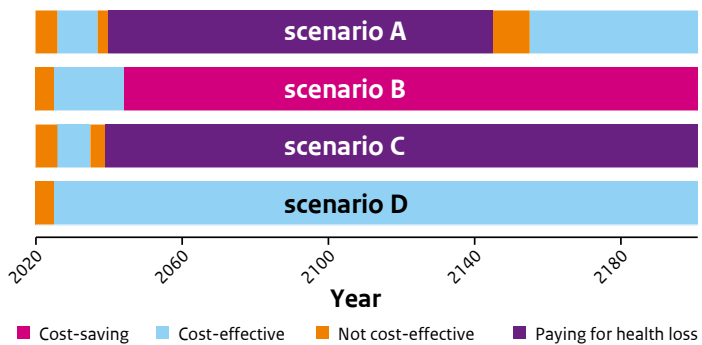 scenario A
scenario B
scenario C
scenario D
2020 2060 2100 2140 2180
Year
Cost-saving Cost-effective Not cost-effective Paying for health loss